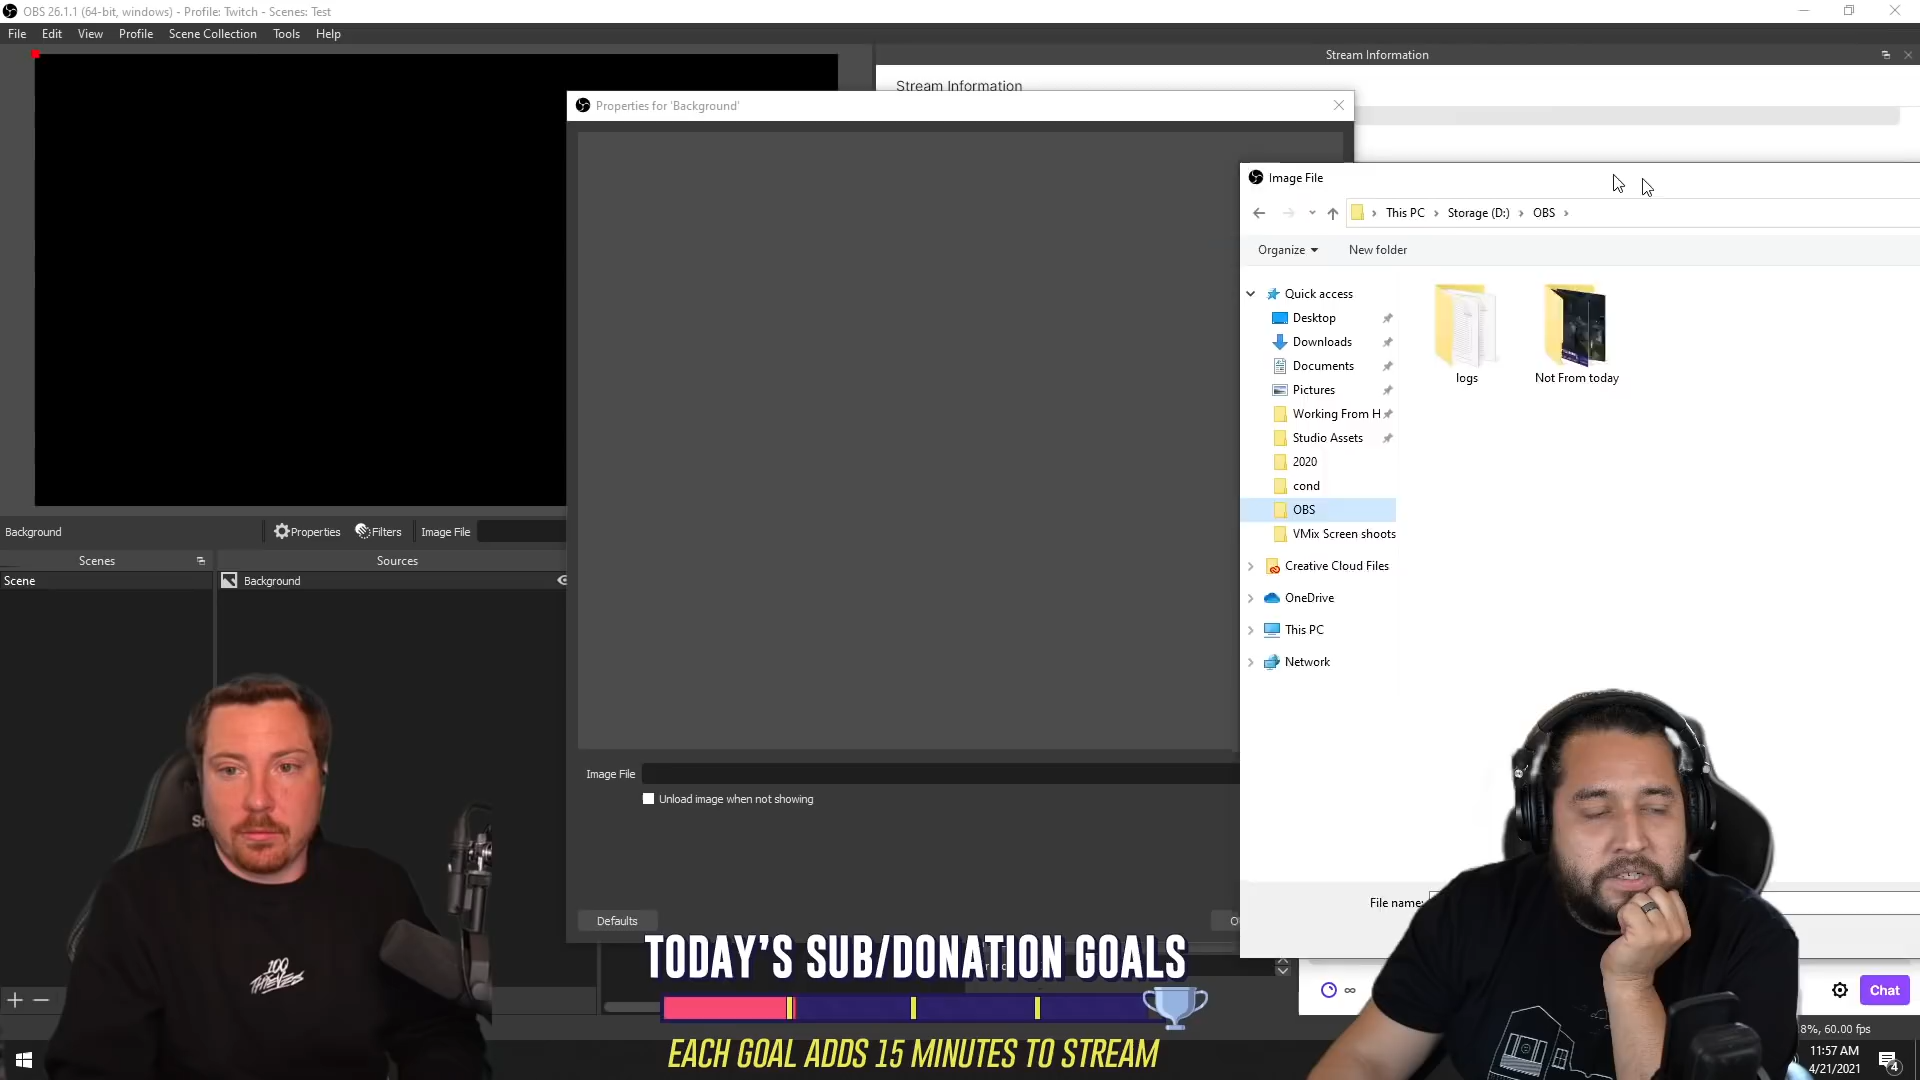 OBS 26.1.1 (64-bit, windows) - Profile: Twitch - Scenes: Test
File Edit View Profile Scene Collection Tools Help
Stream Information
Stream Information
Properties for 'Background'
Image File
This PC Storage (D:) OBS
Organize New folder
Quick access
Desktop
Downloads
Documents
Pictures
Working From H
Studio Assets
2020
cond
OBS
VMix Screen shoots
Creative Cloud Files
OneDrive
This PC
Network
logs
Not From today
File name:
Background Properties Filters Image File
Scenes Sources
Scene Background
Image File
Unload image when not showing
Defaults
TODAY'S SUB/DONATION GOALS
EACH GOAL ADDS 15 MINUTES TO STREAM
100
THIEVES
Chat
8%, 60.00 fps
11:57 AM
4/21/2021
4